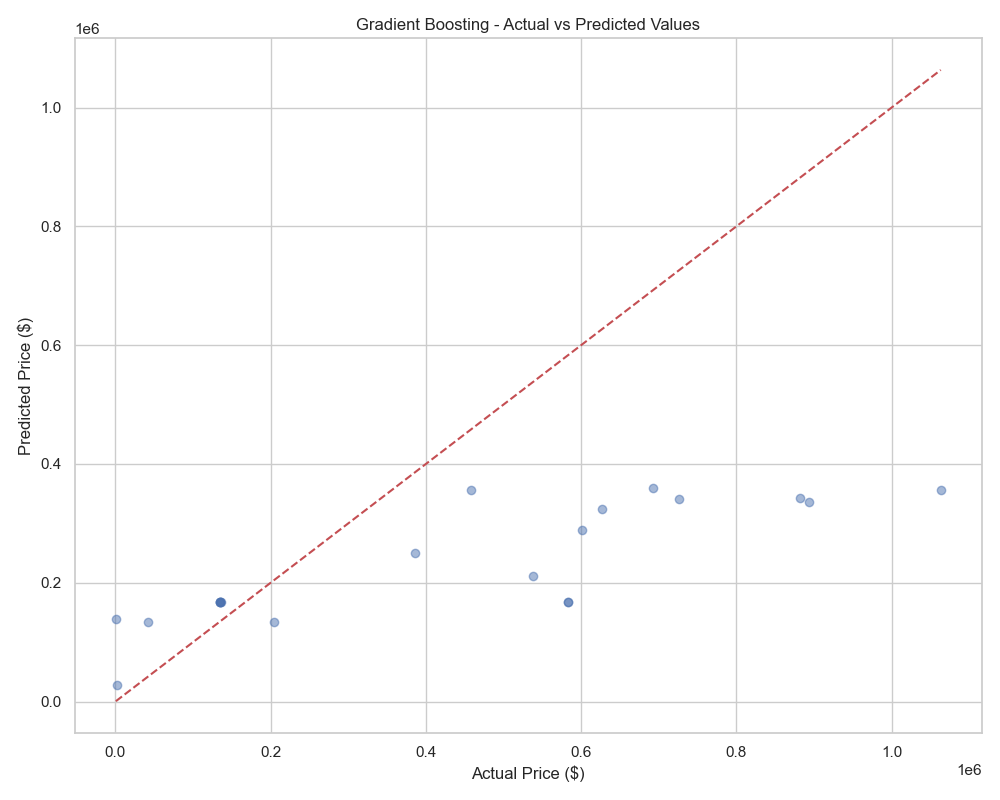 Gradient Boosting - Actual vs Predicted Values
1e6
1.0
0.8
0.6
0.4
0.2
0.0
Predicted Price ($)
0.0 0.2 0.4 0.6 0.8 1.0
1e6
Actual Price ($)